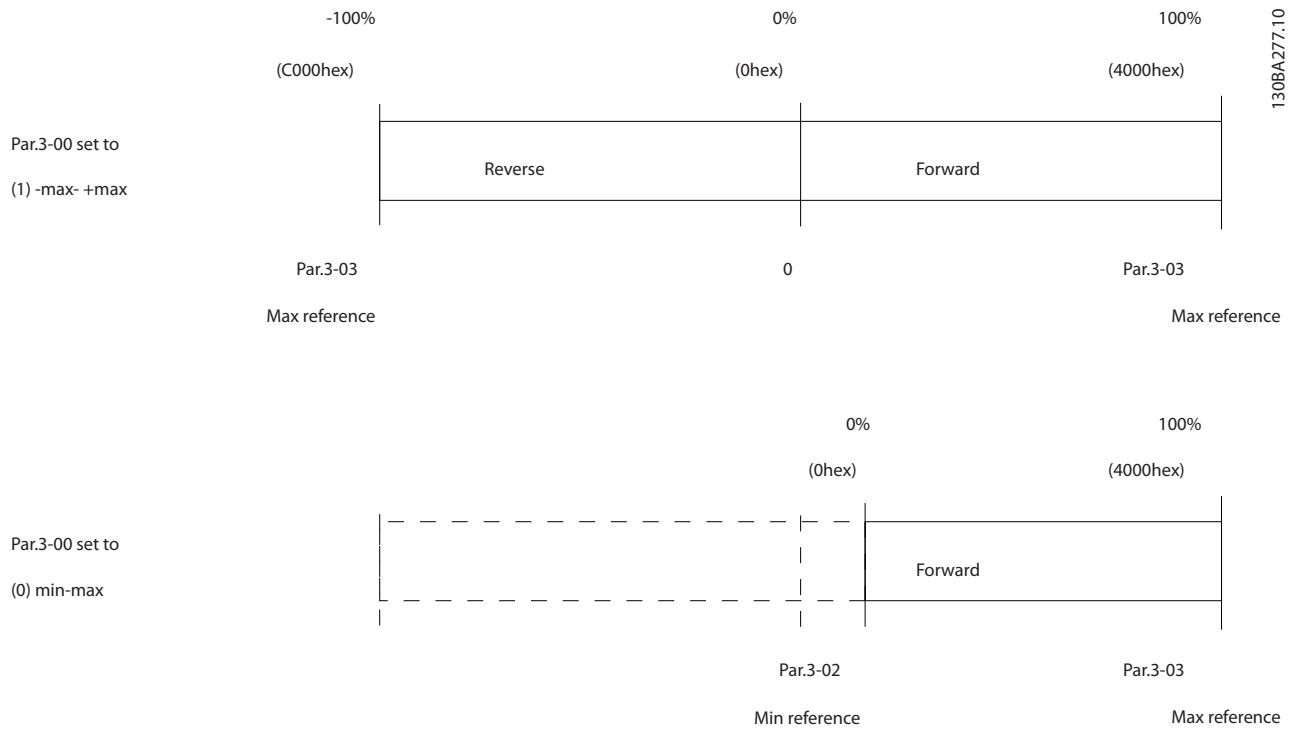 -100%
0%
100%
130BA277.10
(C000hex)
(0hex)
(4000hex)
Par.3-00 set to
(1) -max- +max
Reverse
Forward
Par.3-03
0
Par.3-03
Max reference
Max reference
0%
100%
(0hex)
(4000hex)
Par.3-00 set to
(0) min-max
Forward
Par.3-02
Par.3-03
Min reference
Max reference